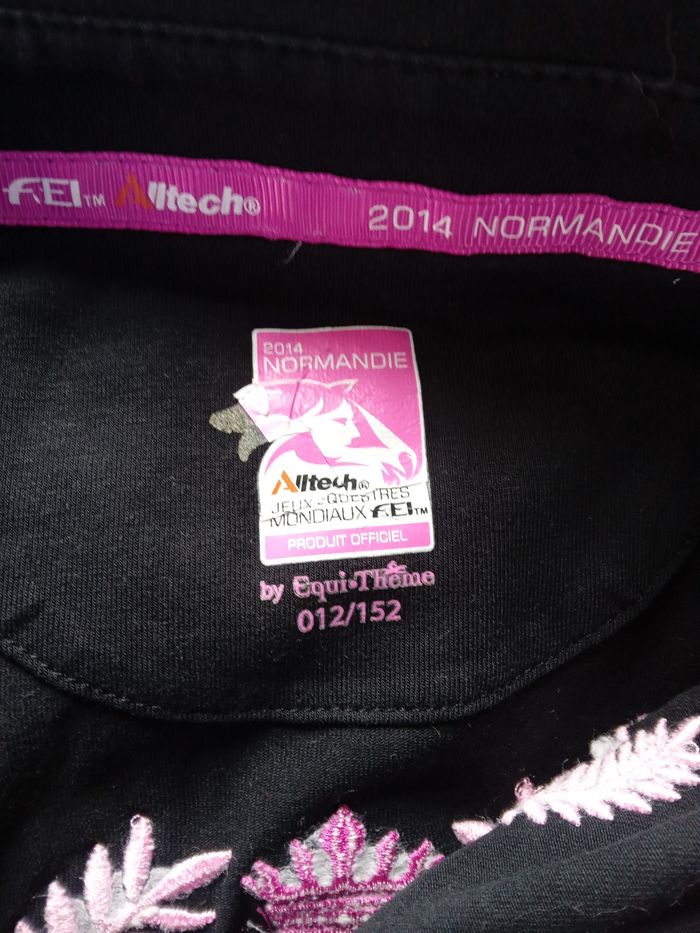 FEI™ Alltech® 2014 NORMANDIE
2014
NORMANDIE
Alltech®
JEUX EQUESTRES
MONDIAUX FEI™
PRODUIT OFFICIEL
by Equi•Thème
012/152